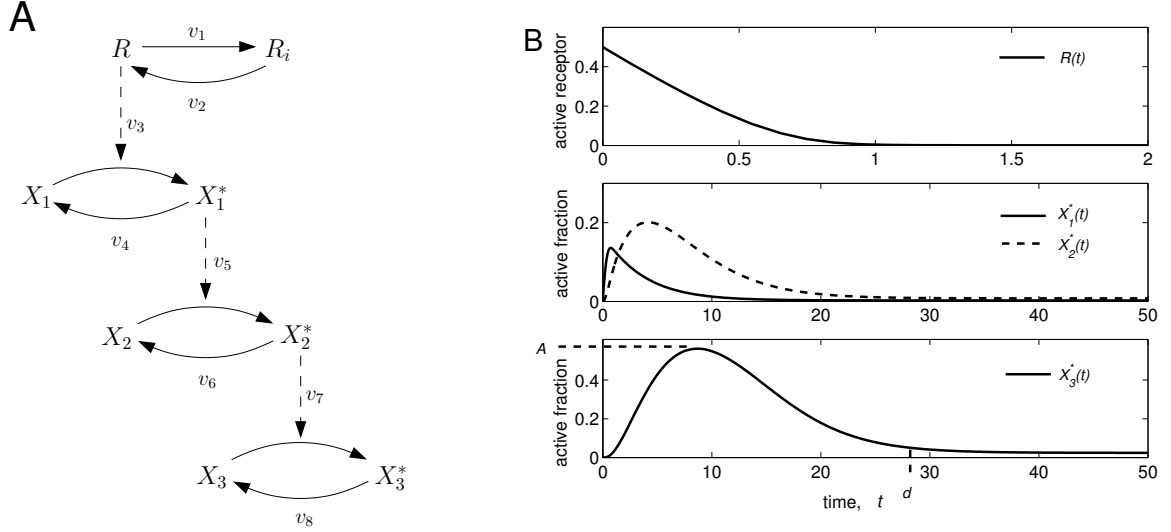 A
R
v1
Ri
v2
v3
X1
X1*
v4
v5
X2
X2*
v6
v7
X3
X3*
v8
B
active receptor
0.4
0.2
0
R(t)
0
0.5
1
1.5
2
active fraction
0.2
0
X1*(t)
X2*(t)
0
10
20
30
40
50
A
active fraction
0.4
0.2
0
X3*(t)
0
10
20
30
40
50
d
time, t